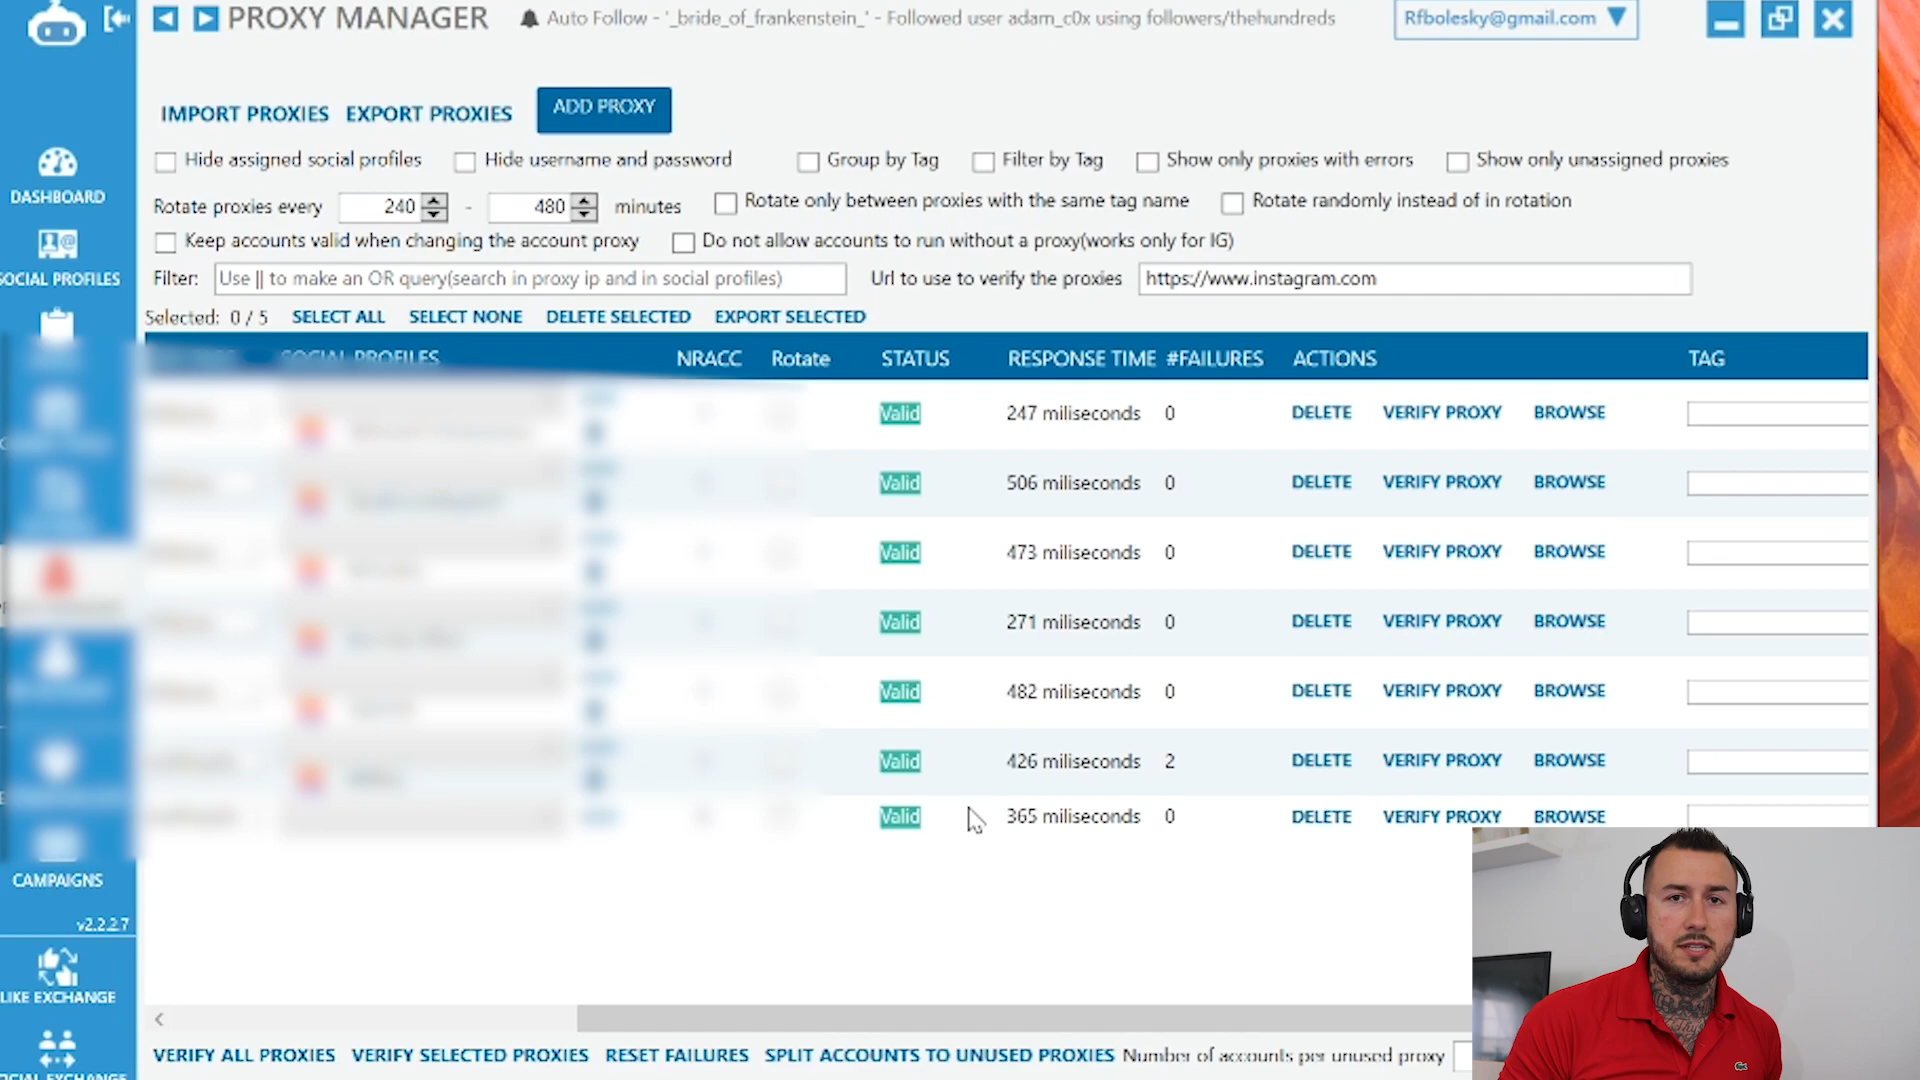 PROXY MANAGER
Auto Follow - '_bride_of_frankenstein_' - Followed user adam_c0x using followers/thehundreds
Rfbolesky@gmail.com
IMPORT PROXIES EXPORT PROXIES ADD PROXY
Hide assigned social profiles Hide username and password Group by Tag Filter by Tag Show only proxies with errors Show only unassigned proxies
DASHBOARD
Rotate proxies every 240 - 480 minutes Rotate only between proxies with the same tag name Rotate randomly instead of in rotation
Keep accounts valid when changing the account proxy Do not allow accounts to run without a proxy(works only for IG)
SOCIAL PROFILES
Filter: Use || to make an OR query(search in proxy ip and in social profiles) Url to use to verify the proxies https://www.instagram.com
Selected: 0 / 5 SELECT ALL SELECT NONE DELETE SELECTED EXPORT SELECTED
SOCIAL PROFILES NRACC Rotate STATUS RESPONSE TIME #FAILURES ACTIONS TAG
Valid 247 miliseconds 0 DELETE VERIFY PROXY BROWSE
Valid 506 miliseconds 0 DELETE VERIFY PROXY BROWSE
Valid 473 miliseconds 0 DELETE VERIFY PROXY BROWSE
Valid 271 miliseconds 0 DELETE VERIFY PROXY BROWSE
Valid 482 miliseconds 0 DELETE VERIFY PROXY BROWSE
Valid 426 miliseconds 2 DELETE VERIFY PROXY BROWSE
Valid 365 miliseconds 0 DELETE VERIFY PROXY BROWSE
CAMPAIGNS
v2.2.2.7
LIKE EXCHANGE
SOCIAL EXCHANGE
VERIFY ALL PROXIES VERIFY SELECTED PROXIES RESET FAILURES SPLIT ACCOUNTS TO UNUSED PROXIES Number of accounts per unused proxy